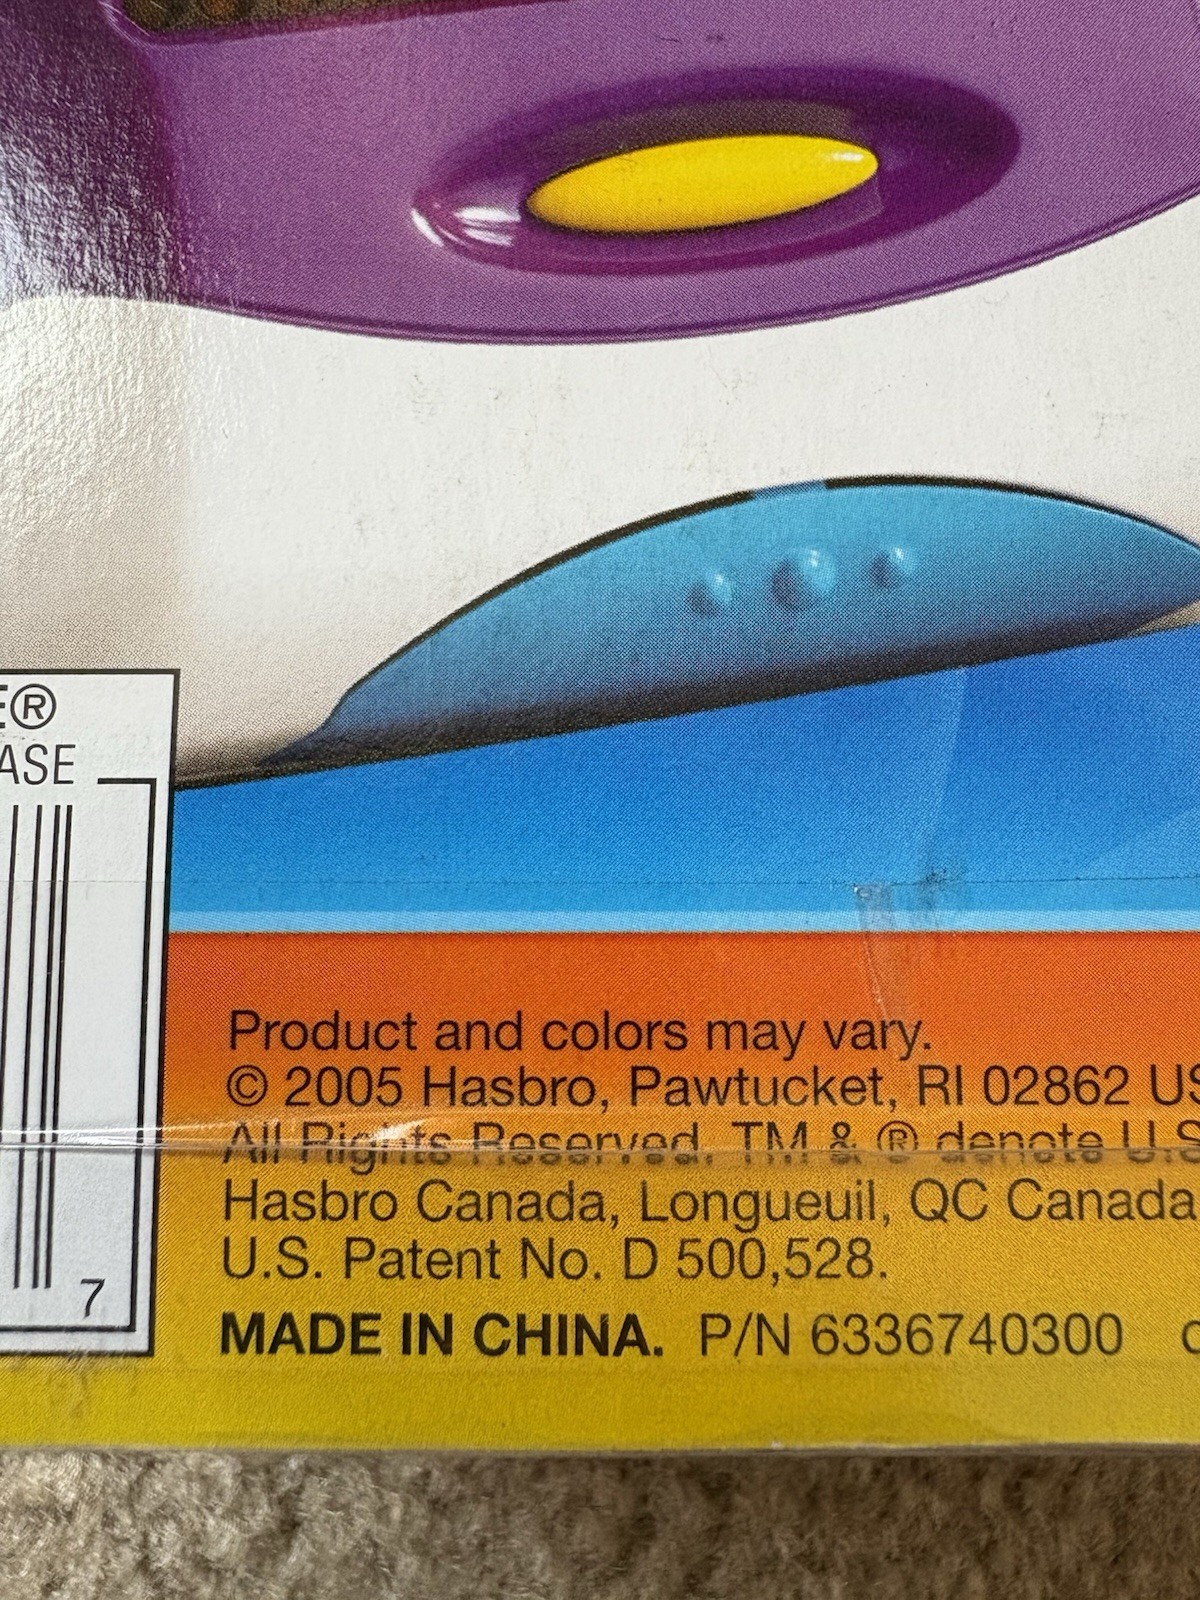 E®
ASE
7
Product and colors may vary.
© 2005 Hasbro, Pawtucket, RI 02862 US
All Rights Reserved. TM & ® denote U.S
Hasbro Canada, Longueuil, QC Canada
U.S. Patent No. D 500,528.
MADE IN CHINA. P/N 6336740300